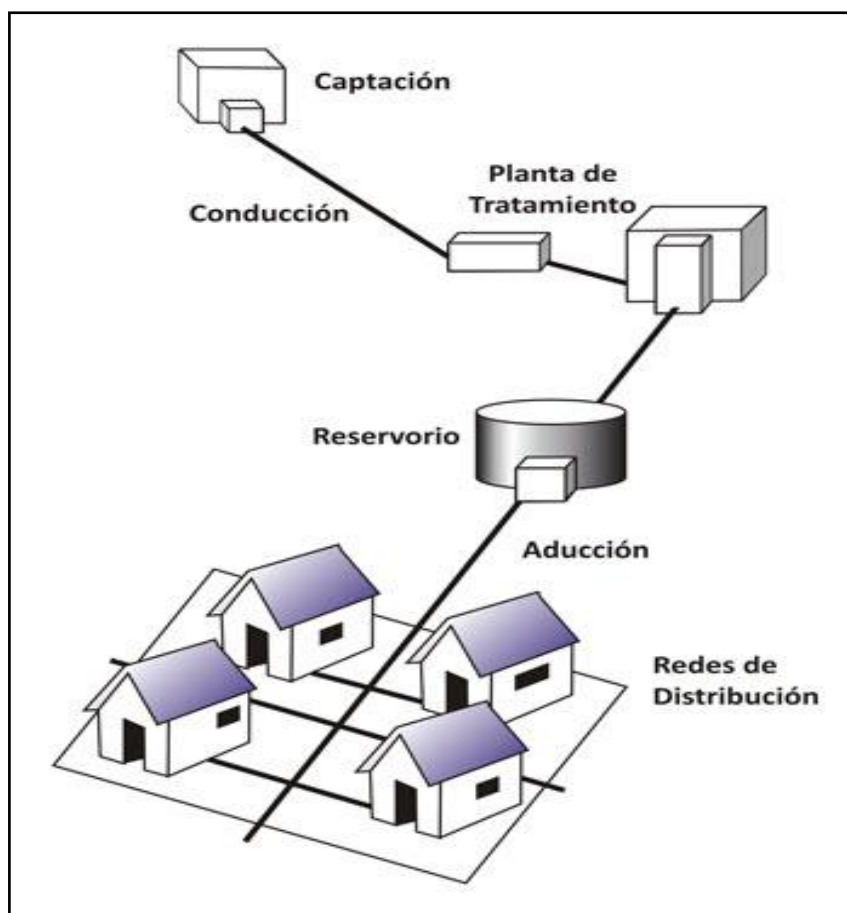 Captación
Planta de
Tratamiento
Conducción
Reservorio
Aducción
Redes de
Distribución